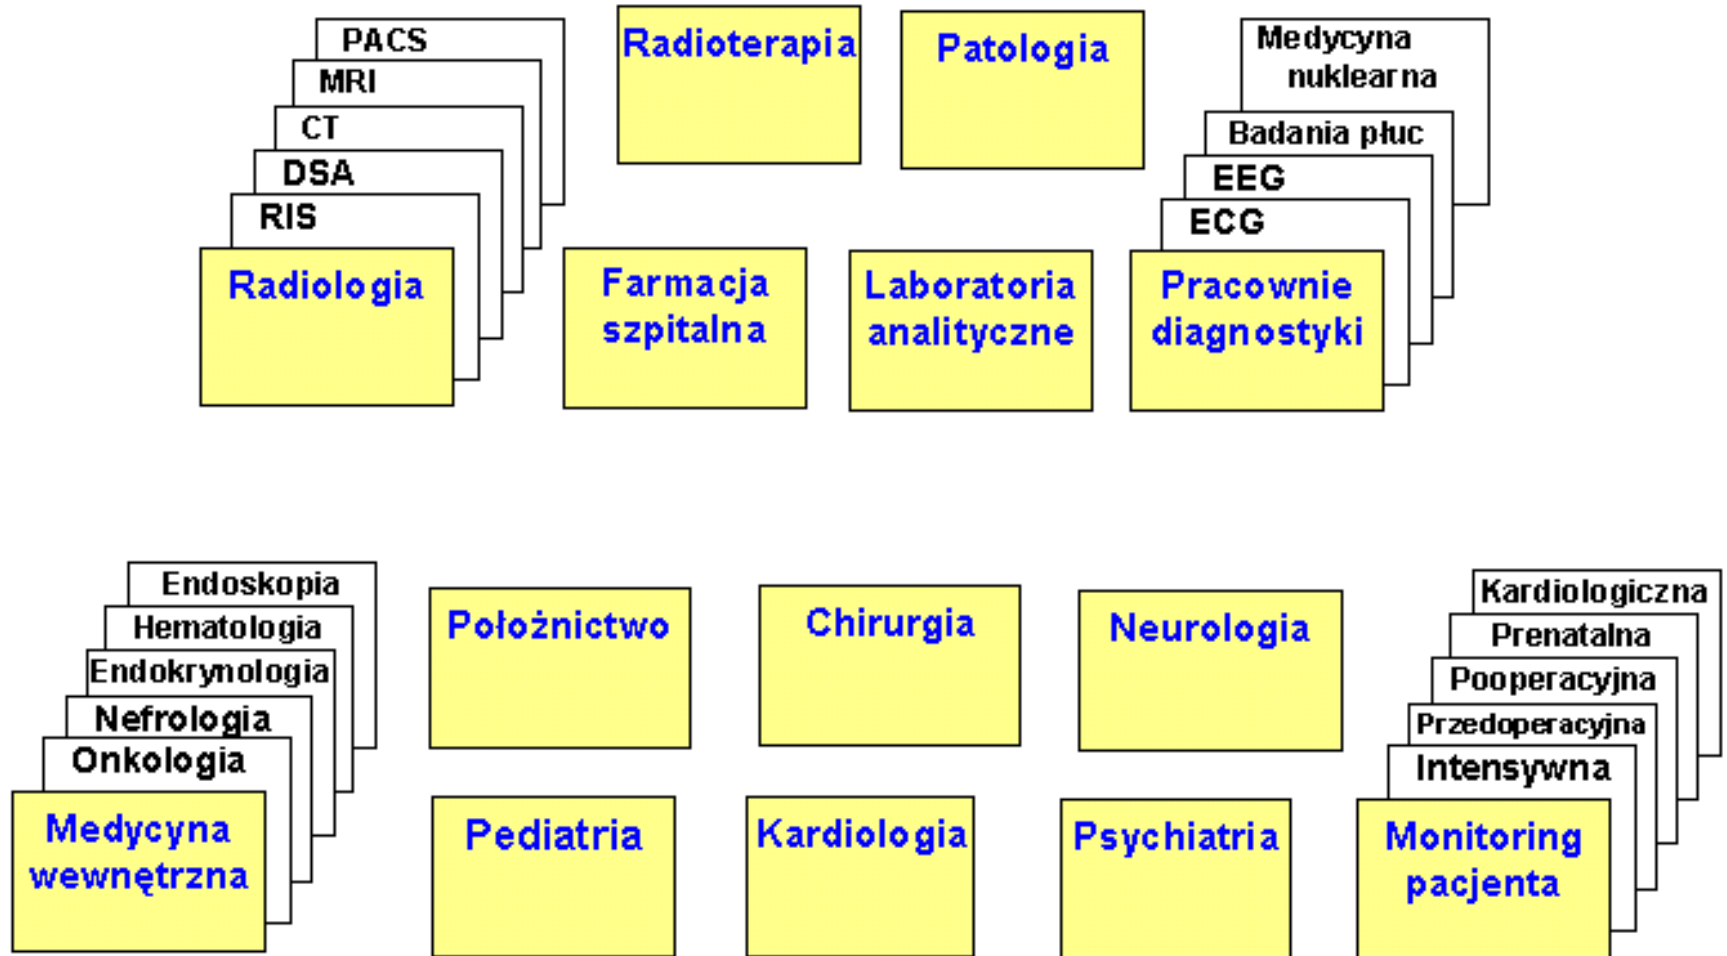 PACS
MRI
CT
DSA
RIS
Radiologia
Radioterapia
Patologia
Medycyna
nuklearna
Badania płuc
EEG
ECG
Pracownie
diagnostyki
Farmacja
szpitalna
Laboratoria
analityczne
Endoskopia
Hematologia
Endokrynologia
Nefrologia
Onkologia
Medycyna
wewnętrzna
Położnictwo
Chirurgia
Neurologia
Pediatria
Kardiologia
Psychiatria
Kardiologiczna
Prenatalna
Pooperacyjna
Przedoperacyjna
Intensywna
Monitoring
pacjenta